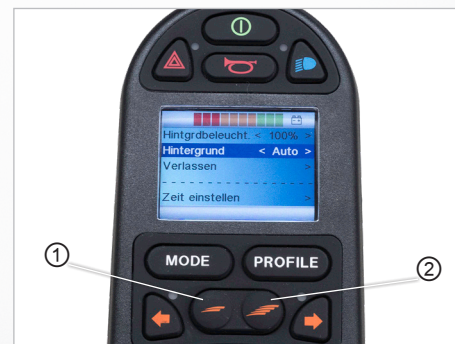 Hintgrdbeleucht. < 100% >
Hintergrund < Auto >
Verlassen >
Zeit einstellen >
① ②
MODE PROFILE